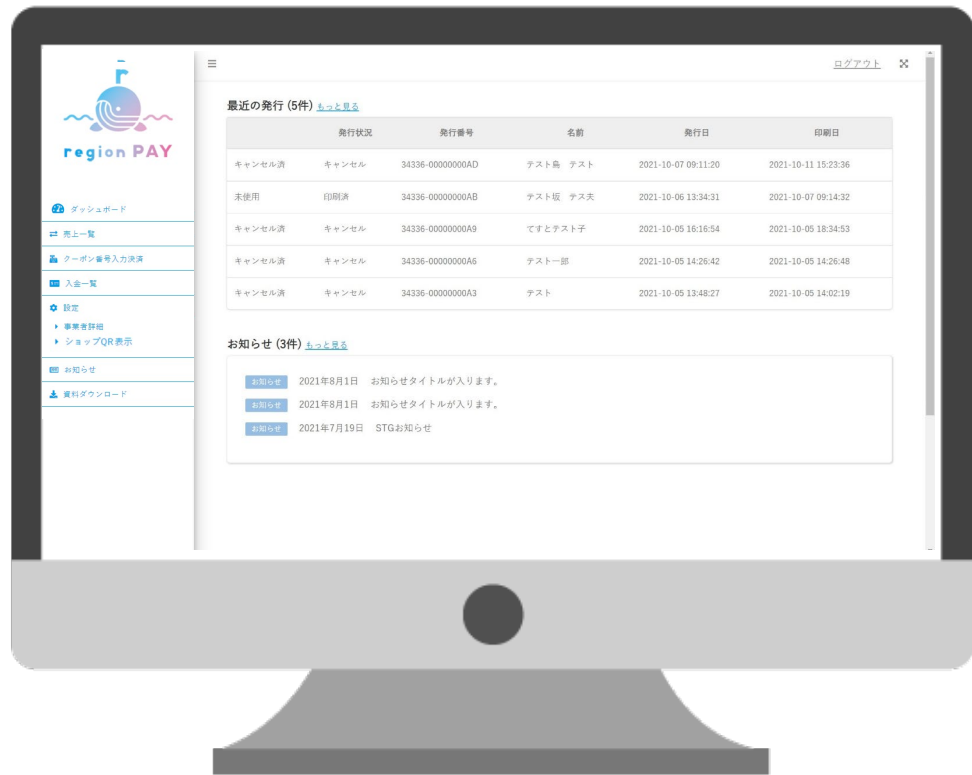 ログアウト
region PAY
ダッシュボード
売上一覧
クーポン番号入力決済
入金一覧
設定
事業者詳細
ショップQR表示
お知らせ
資料ダウンロード
最近の発行 (5件) もっと見る
発行状況 発行番号 名前 発行日 印刷日
キャンセル済 キャンセル 34336-00000000AD テスト島 テスト 2021-10-07 09:11:20 2021-10-11 15:23:36
未使用 印刷済 34336-00000000AB テスト坂 テス夫 2021-10-06 13:34:31 2021-10-07 09:14:32
キャンセル済 キャンセル 34336-00000000A9 てすとテスト子 2021-10-05 16:16:54 2021-10-05 18:34:53
キャンセル済 キャンセル 34336-00000000A6 テスト一郎 2021-10-05 14:26:42 2021-10-05 14:26:48
キャンセル済 キャンセル 34336-00000000A3 テスト 2021-10-05 13:48:27 2021-10-05 14:02:19
お知らせ (3件) もっと見る
お知らせ 2021年8月1日 お知らせタイトルが入ります。
お知らせ 2021年8月1日 お知らせタイトルが入ります。
お知らせ 2021年7月19日 STGお知らせ